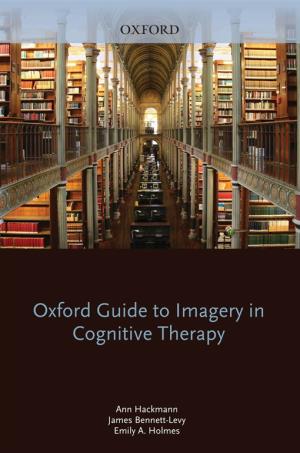 OXFORD
Oxford Guide to Imagery in
Cognitive Therapy
Ann Hackmann
James Bennett-Levy
Emily A. Holmes